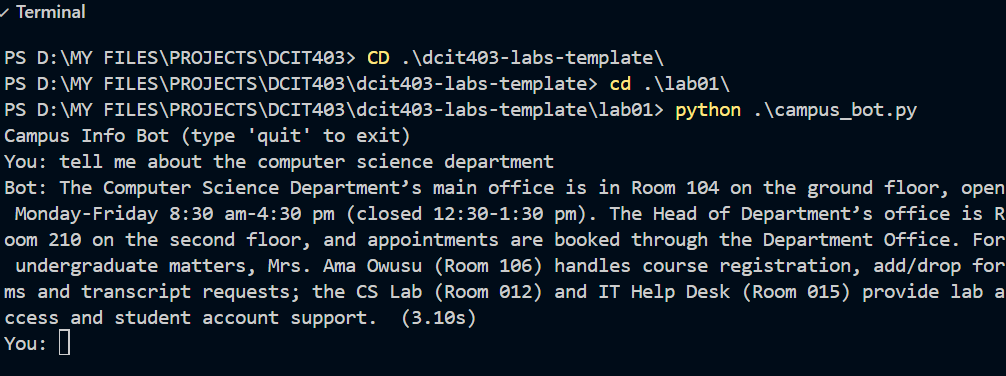 Terminal
PS D:\MY FILES\PROJECTS\DCIT403> CD .\dcit403-labs-template\
PS D:\MY FILES\PROJECTS\DCIT403\dcit403-labs-template> cd .\lab01\
PS D:\MY FILES\PROJECTS\DCIT403\dcit403-labs-template\lab01> python .\campus_bot.py
Campus Info Bot (type 'quit' to exit)
You: tell me about the computer science department
Bot: The Computer Science Department’s main office is in Room 104 on the ground floor, open
 Monday-Friday 8:30 am-4:30 pm (closed 12:30-1:30 pm). The Head of Department’s office is R
oom 210 on the second floor, and appointments are booked through the Department Office. For
 undergraduate matters, Mrs. Ama Owusu (Room 106) handles course registration, add/drop for
ms and transcript requests; the CS Lab (Room 012) and IT Help Desk (Room 015) provide lab a
ccess and student account support.  (3.10s)
You: